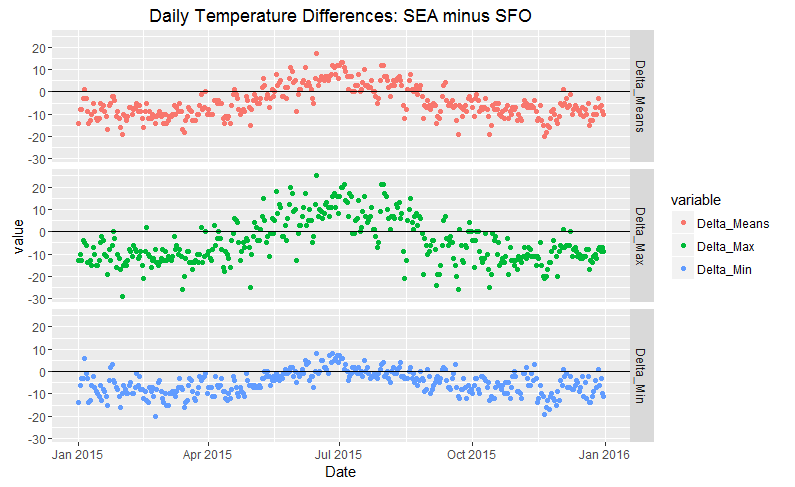 Daily Temperature Differences: SEA minus SFO
value
20
10
0
-10
-20
-30
Delta_Means
20
10
0
-10
-20
-30
Delta_Max
20
10
0
-10
-20
-30
Delta_Min
Jan 2015
Apr 2015
Jul 2015
Oct 2015
Jan 2016
Date
variable
Delta_Means
Delta_Max
Delta_Min